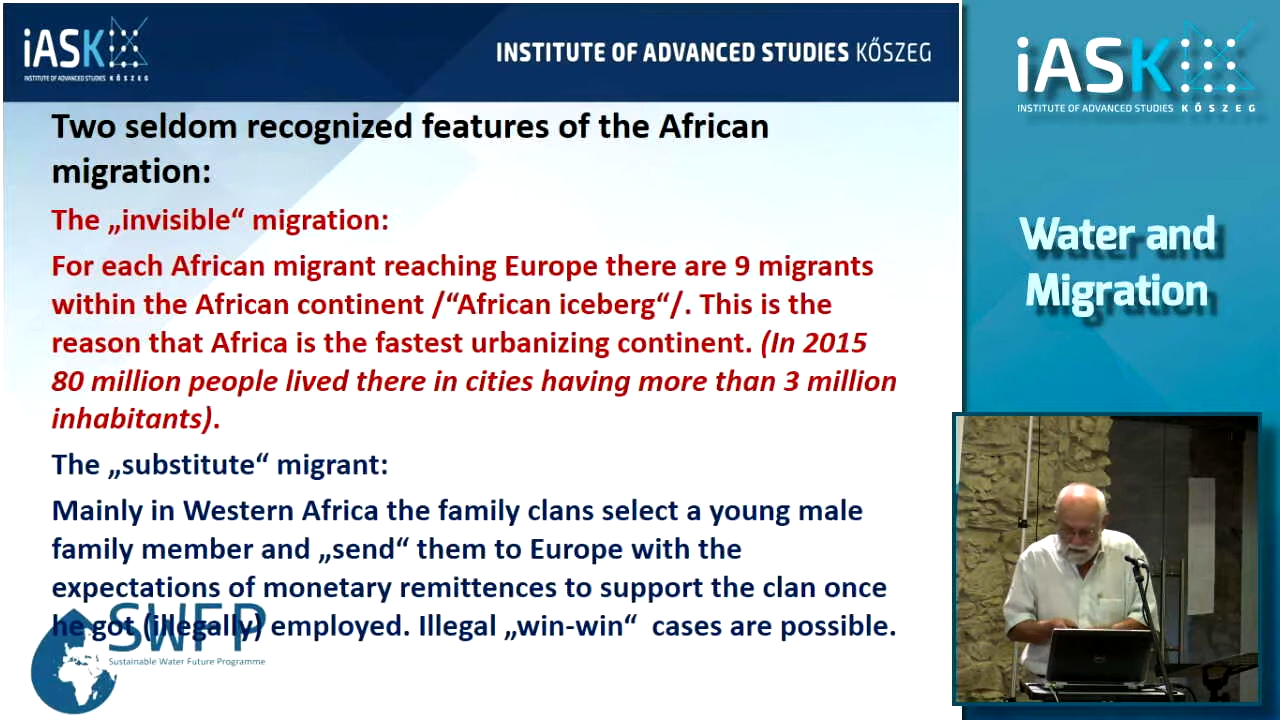 iASK
INSTITUTE OF ADVANCED STUDIES KŐSZEG
INSTITUTE OF ADVANCED STUDIES KŐSZEG
Two seldom recognized features of the African
migration:
The „invisible“ migration:
For each African migrant reaching Europe there are 9 migrants
within the African continent /“African iceberg“/. This is the
reason that Africa is the fastest urbanizing continent. (In 2015
80 million people lived there in cities having more than 3 million
inhabitants).
The „substitute“ migrant:
Mainly in Western Africa the family clans select a young male
family member and „send“ them to Europe with the
expectations of monetary remittences to support the clan once
he got (illegally) employed. Illegal „win-win“ cases are possible.
SWFP
Sustainable Water Future Programme
iASK
INSTITUTE OF ADVANCED STUDIES KŐSZEG
Water and
Migration